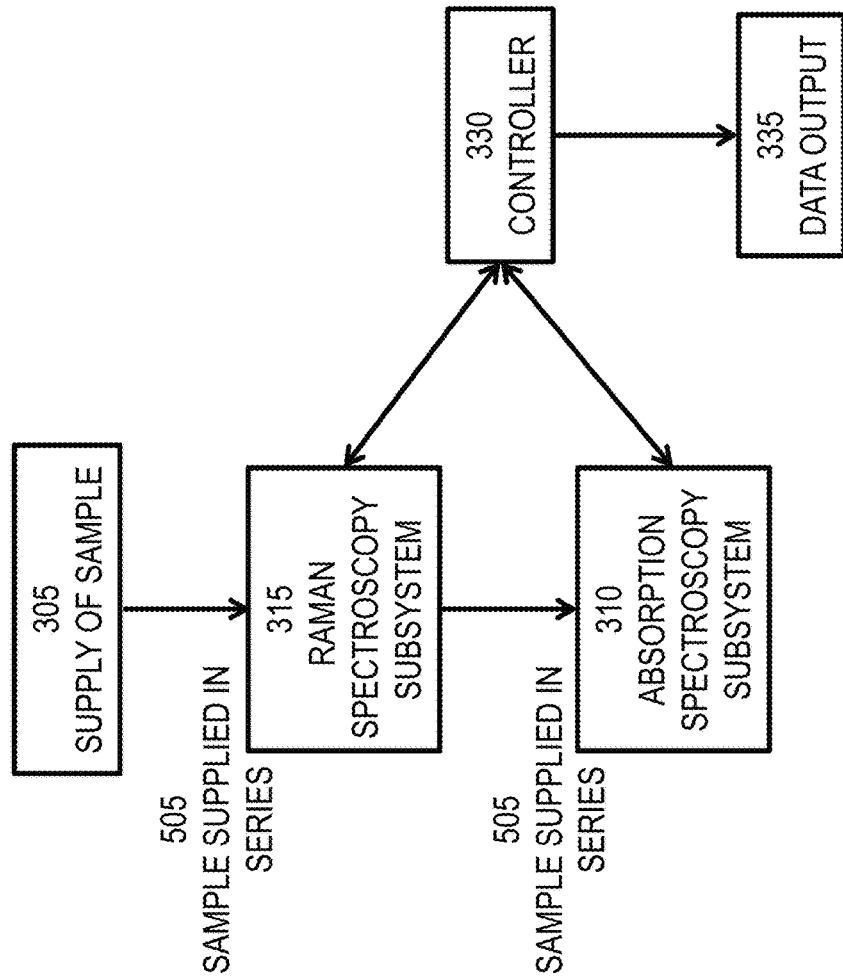 305
SUPPLY OF SAMPLE
505
SAMPLE SUPPLIED IN
SERIES
315
RAMAN
SPECTROSCOPY
SUBSYSTEM
505
SAMPLE SUPPLIED IN
SERIES
310
ABSORPTION
SPECTROSCOPY
SUBSYSTEM
330
CONTROLLER
335
DATA OUTPUT